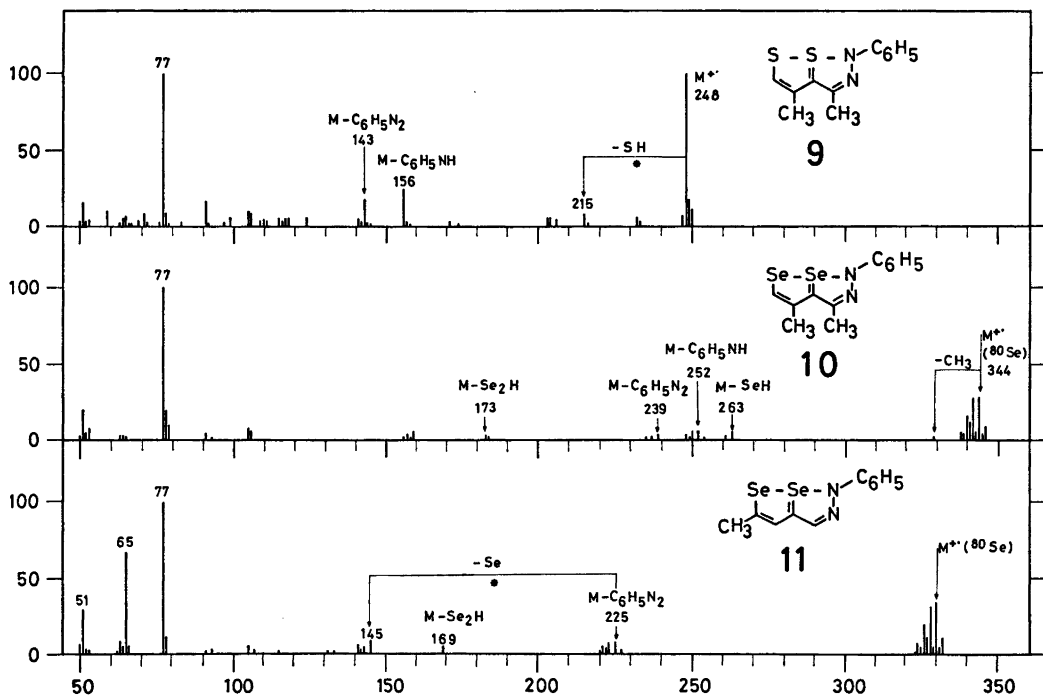 S - S - N C6H5
N
CH3 CH3
9
100
50
0
77
M-C6H5N2
143
M-C6H5NH
156
-SH
215
M+·
248
Se - Se - N C6H5
N
CH3 CH3
10
100
50
0
77
M-Se2H
173
M-C6H5N2
239
M-C6H5NH
252
M-SeH
263
-CH3
M+·
(80Se)
344
Se - Se - N C6H5
N
CH3
11
100
50
0
51
65
77
-Se
145
M-Se2H
169
M-C6H5N2
225
M+· (80Se)
50 100 150 200 250 300 350